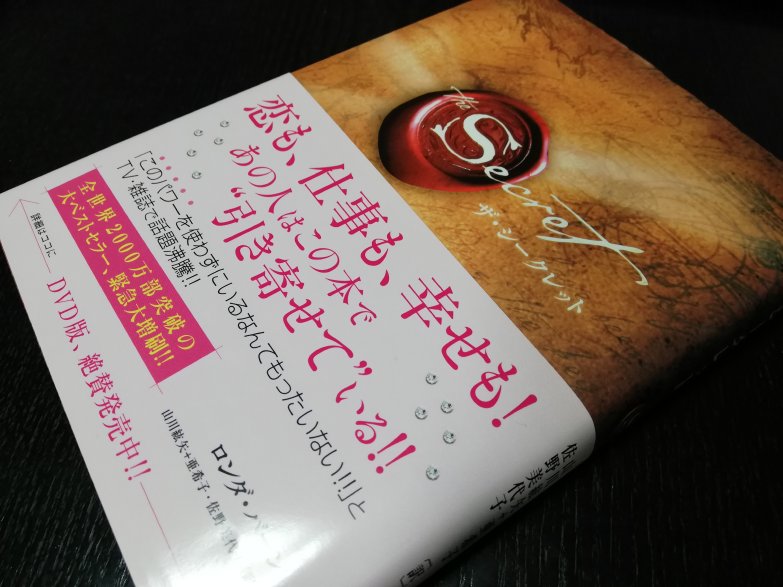 the Secret
ザ・シークレット
恋も、仕事も、幸せも!
あの人はこの本で
“引き寄せて”いる!!
「このパワーを使わずにいるなんてもったいない!!」と
TV・雑誌で話題沸騰!!
全世界2000万部突破の
大ベストセラー、緊急大増刷!!
詳細はココに
DVD版、絶賛発売中!!
ロンダ・バーン
山川紘矢+亜希子・佐野美代
佐野美代子